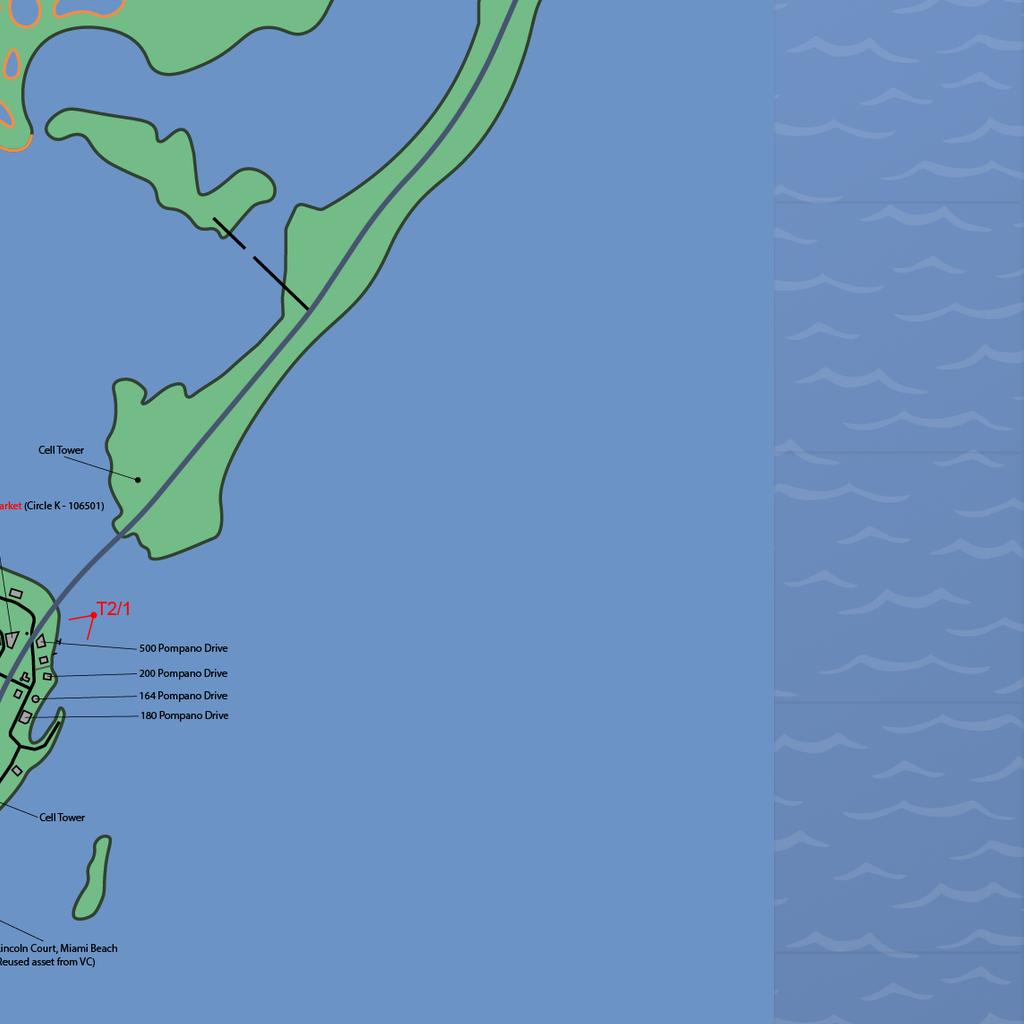 Cell Tower
arket (Circle K - 106501)
T2/1
500 Pompano Drive
200 Pompano Drive
164 Pompano Drive
180 Pompano Drive
Cell Tower
incoln Court, Miami Beach
Reused asset from VC)